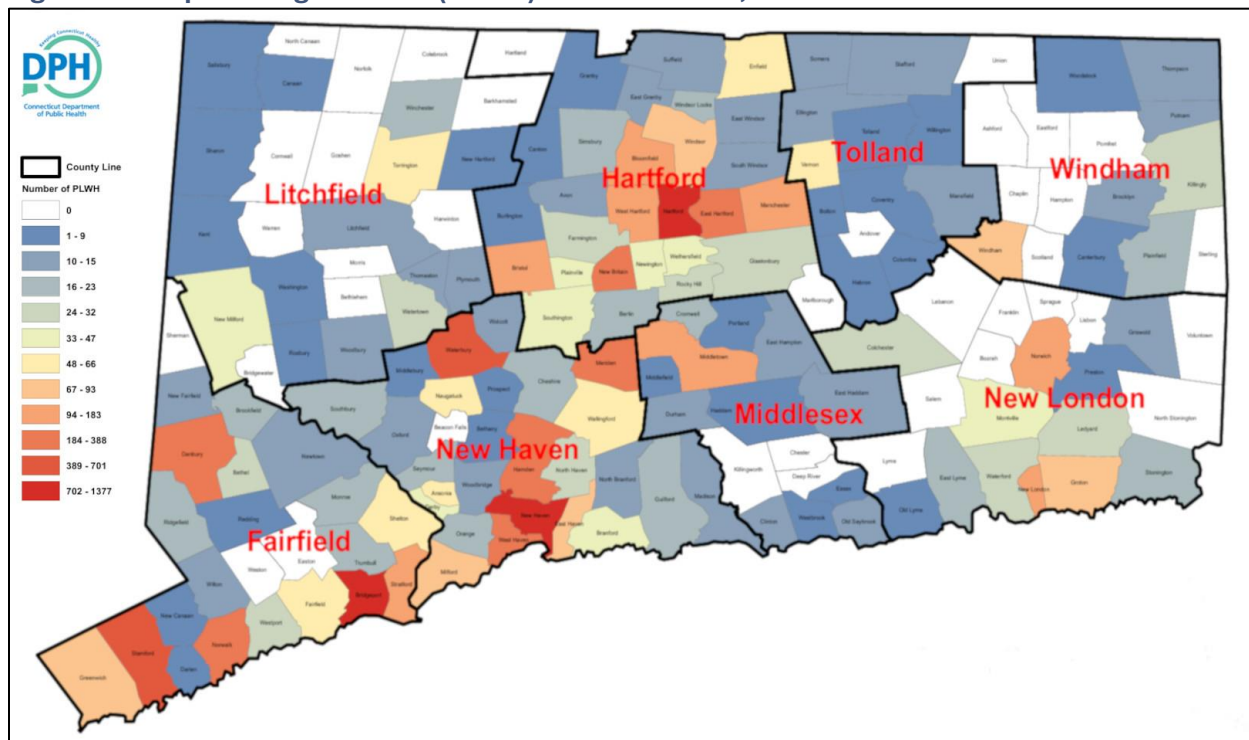 Keeping Connecticut Healthy
DPH
Connecticut Department
of Public Health
County Line
Number of PLWH
0
1 - 9
10 - 15
16 - 23
24 - 32
33 - 47
48 - 66
67 - 93
94 - 183
184 - 388
389 - 701
702 - 1377
Litchfield
Hartford
Tolland
Windham
Fairfield
New Haven
Middlesex
New London
North Canaan
Colebrook
Hartland
Salisbury
Canaan
Norfolk
Winchester
Barkhamsted
Granby
Suffield
East Granby
Windsor Locks
Enfield
Somers
Stafford
Union
Woodstock
Thompson
Sharon
Cornwall
Goshen
Torrington
New Hartford
Canton
Simsbury
Bloomfield
Windsor
East Windsor
South Windsor
Ellington
Tolland
Willington
Ashford
Eastford
Pomfret
Putnam
Killingly
Kent
Warren
Litchfield
Harwinton
Burlington
Avon
West Hartford
Hartford
East Hartford
Manchester
Vernon
Bolton
Coventry
Mansfield
Chaplin
Hampton
Brooklyn
Morris
Bethlehem
Thomaston
Plymouth
Bristol
Farmington
Plainville
New Britain
Newington
Wethersfield
Rocky Hill
Glastonbury
Andover
Columbia
Hebron
Windham
Scotland
Canterbury
Plainfield
Sterling
Sherman
New Milford
Washington
Watertown
Roxbury
Woodbury
Bridgewater
Waterbury
Wolcott
Southington
Berlin
Cromwell
Portland
East Hampton
Marlborough
Colchester
Lebanon
Franklin
Sprague
Lisbon
Griswold
Voluntown
Bozrah
Norwich
Preston
North Stonington
New Fairfield
Brookfield
Danbury
Bethel
Newtown
Southbury
Middlebury
Naugatuck
Prospect
Cheshire
Meriden
Middletown
Middlefield
Durham
Haddam
East Haddam
Salem
Montville
Ledyard
Stonington
Oxford
Beacon Falls
Bethany
Wallingford
Seymour
Woodbridge
Hamden
North Haven
North Branford
Guilford
Madison
Killingworth
Chester
Deep River
Essex
Lyme
Old Lyme
East Lyme
Waterford
New London
Groton
Ridgefield
Redding
Monroe
Shelton
Ansonia
Derby
Orange
New Haven
West Haven
East Haven
Branford
Clinton
Westbrook
Old Saybrook
Wilton
Weston
Easton
Trumbull
Stratford
Milford
Bridgeport
Fairfield
Westport
Norwalk
New Canaan
Darien
Stamford
Greenwich